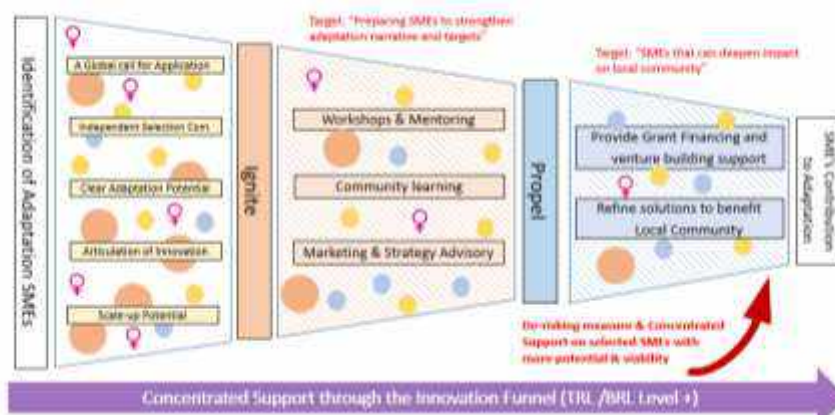 Identification of Adaptation SMEs
A Global call for Application
Independent Selection Com.
Clear Adaptation Potential
Articulation of Innovation
Scale-up Potential
Ignite
Target: "Preparing SMEs to strengthen
adaptation narrative and targets"
Workshops & Mentoring
Community learning
Marketing & Strategy Advisory
Propel
Target: "SMEs that can deepen impact
on local community"
Provide Grant Financing and
venture building support
Refine solutions to benefit
Local Community
SMEs Contribution
to Adaptation
De-risking measure & Concentrated
Support on selected SMEs with
more potential & viability
Concentrated Support through the Innovation Funnel (TRL /BRL Level +)